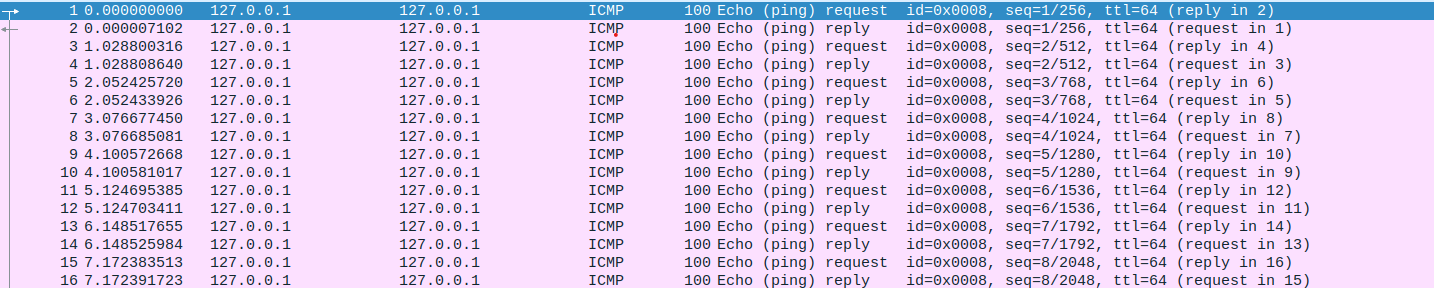 1 0.000000000 127.0.0.1 127.0.0.1 ICMP 100 Echo (ping) request id=0x0008, seq=1/256, ttl=64 (reply in 2)
2 0.000007102 127.0.0.1 127.0.0.1 ICMP 100 Echo (ping) reply id=0x0008, seq=1/256, ttl=64 (request in 1)
3 1.028800316 127.0.0.1 127.0.0.1 ICMP 100 Echo (ping) request id=0x0008, seq=2/512, ttl=64 (reply in 4)
4 1.028808640 127.0.0.1 127.0.0.1 ICMP 100 Echo (ping) reply id=0x0008, seq=2/512, ttl=64 (request in 3)
5 2.052425720 127.0.0.1 127.0.0.1 ICMP 100 Echo (ping) request id=0x0008, seq=3/768, ttl=64 (reply in 6)
6 2.052433926 127.0.0.1 127.0.0.1 ICMP 100 Echo (ping) reply id=0x0008, seq=3/768, ttl=64 (request in 5)
7 3.076677450 127.0.0.1 127.0.0.1 ICMP 100 Echo (ping) request id=0x0008, seq=4/1024, ttl=64 (reply in 8)
8 3.076685081 127.0.0.1 127.0.0.1 ICMP 100 Echo (ping) reply id=0x0008, seq=4/1024, ttl=64 (request in 7)
9 4.100572668 127.0.0.1 127.0.0.1 ICMP 100 Echo (ping) request id=0x0008, seq=5/1280, ttl=64 (reply in 10)
10 4.100581017 127.0.0.1 127.0.0.1 ICMP 100 Echo (ping) reply id=0x0008, seq=5/1280, ttl=64 (request in 9)
11 5.124695385 127.0.0.1 127.0.0.1 ICMP 100 Echo (ping) request id=0x0008, seq=6/1536, ttl=64 (reply in 12)
12 5.124703411 127.0.0.1 127.0.0.1 ICMP 100 Echo (ping) reply id=0x0008, seq=6/1536, ttl=64 (request in 11)
13 6.148517655 127.0.0.1 127.0.0.1 ICMP 100 Echo (ping) request id=0x0008, seq=7/1792, ttl=64 (reply in 14)
14 6.148525984 127.0.0.1 127.0.0.1 ICMP 100 Echo (ping) reply id=0x0008, seq=7/1792, ttl=64 (request in 13)
15 7.172383513 127.0.0.1 127.0.0.1 ICMP 100 Echo (ping) request id=0x0008, seq=8/2048, ttl=64 (reply in 16)
16 7.172391723 127.0.0.1 127.0.0.1 ICMP 100 Echo (ping) reply id=0x0008, seq=8/2048, ttl=64 (request in 15)